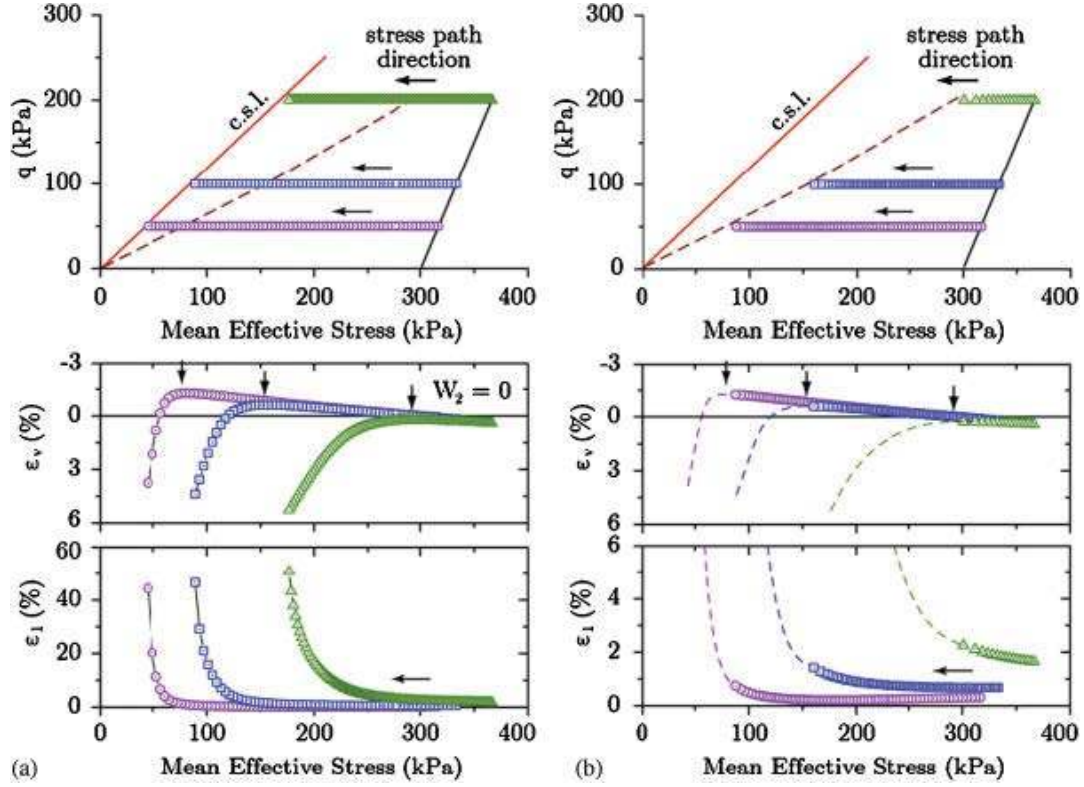 300
200
100
0
q (kPa)
c.s.l.
stress path
direction
0 100 200 300 400
Mean Effective Stress (kPa)
-3
0
3
6
εv (%)
W2 = 0
60
40
20
0
ε1 (%)
0 100 200 300 400
(a) Mean Effective Stress (kPa)
300
200
100
0
q (kPa)
c.s.l.
stress path
direction
0 100 200 300 400
Mean Effective Stress (kPa)
-3
0
3
6
εv (%)
6
4
2
0
ε1 (%)
0 100 200 300 400
(b) Mean Effective Stress (kPa)